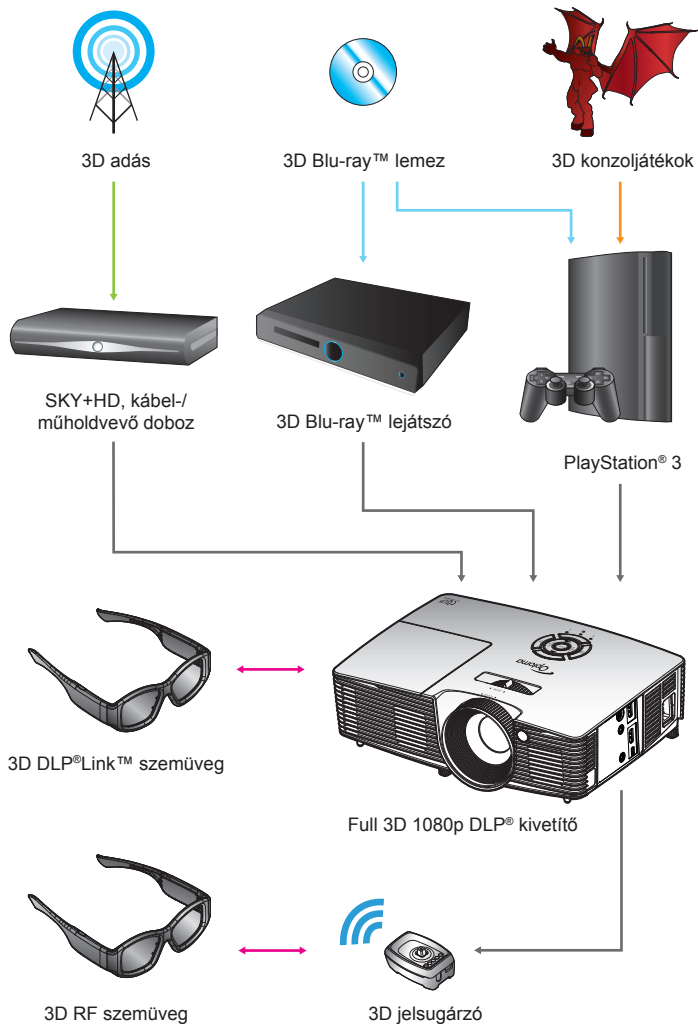 3D adás
3D Blu-ray™ lemez
3D konzoljátékok
SKY+HD, kábel-/
műholdvevő doboz
3D Blu-ray™ lejátszó
PlayStation® 3
Optoma
3D DLP®Link™ szemüveg
Full 3D 1080p DLP® kivetítő
3D RF szemüveg
3D jelsugárzó